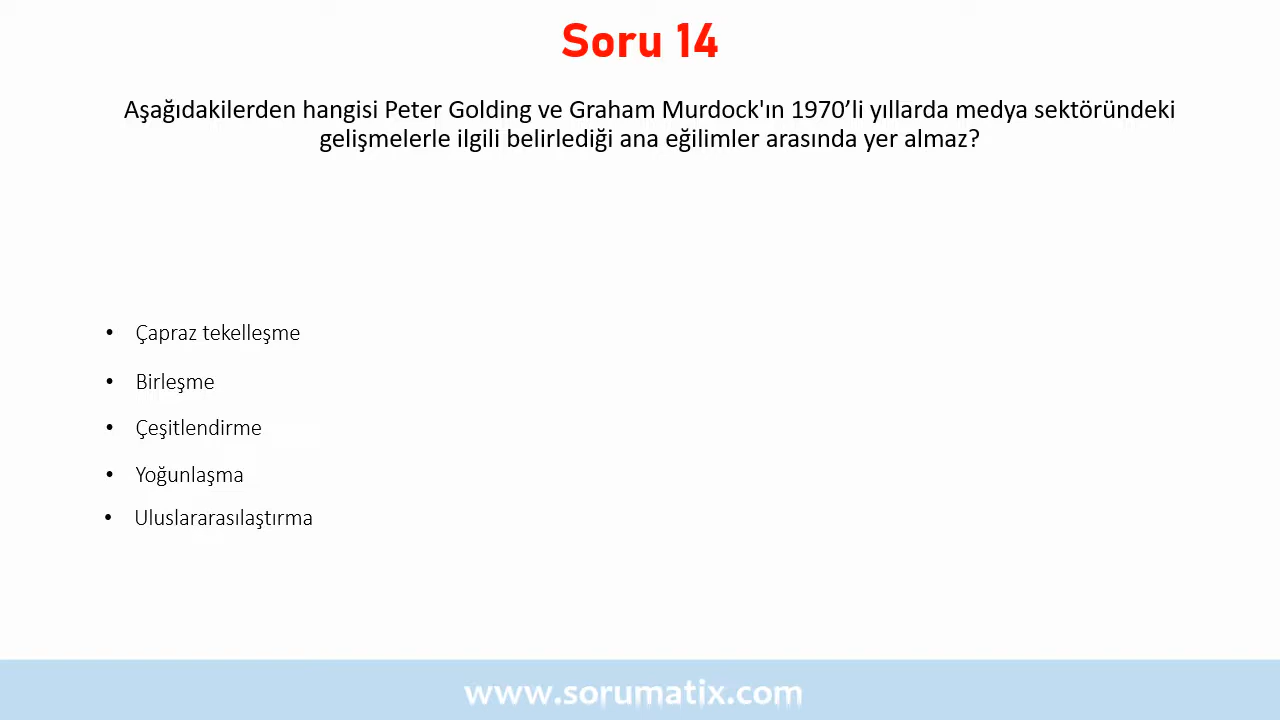 Soru 14
Aşağıdakilerden hangisi Peter Golding ve Graham Murdock'ın 1970’li yıllarda medya sektöründeki
gelişmelerle ilgili belirlediği ana eğilimler arasında yer almaz?
• Çapraz tekelleşme
• Birleşme
• Çeşitlendirme
• Yoğunlaşma
• Uluslararasılaştırma
www.sorumatix.com